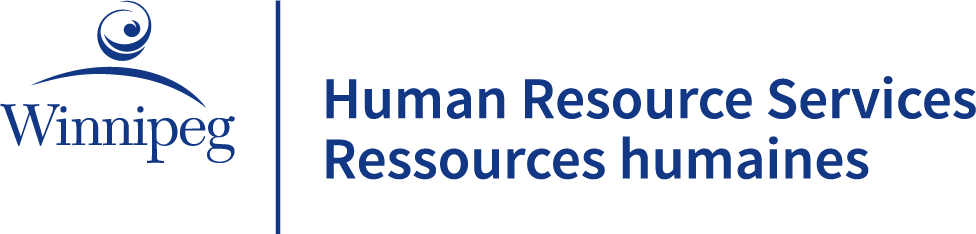 Winnipeg
Human Resource Services
Ressources humaines